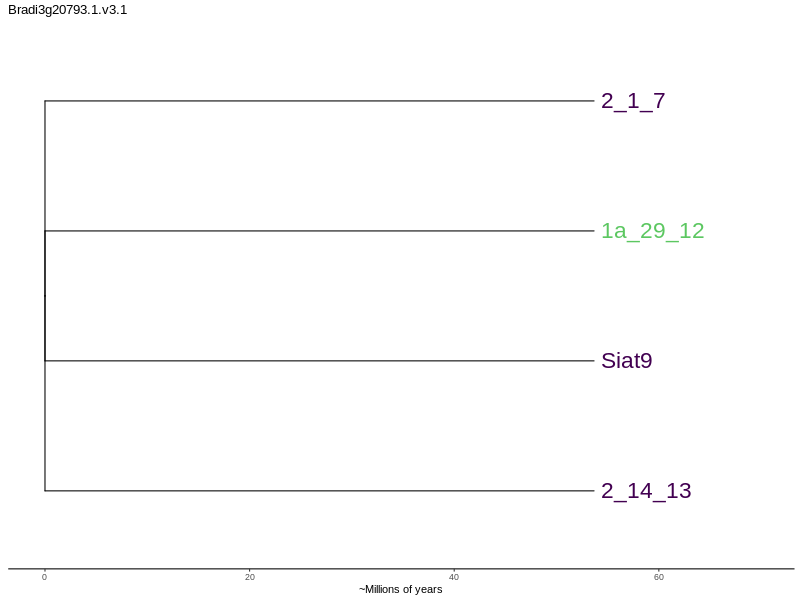 Bradi3g20793.1.v3.1
2_1_7
1a_29_12
Siat9
2_14_13
0 20 40 60
~Millions of years